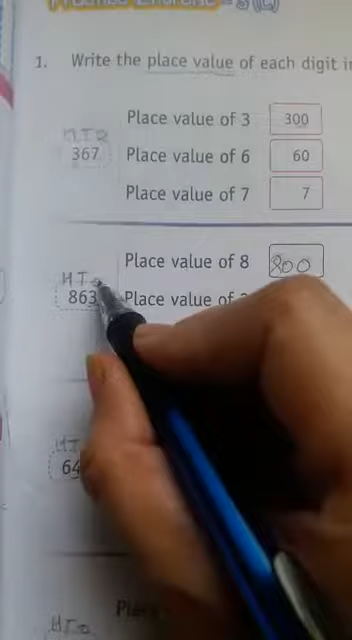 1. Write the place value of each digit in
Place value of 3 300
H T O
367 Place value of 6 60
Place value of 7 7
Place value of 8 800
H T O
863 Place value of
H T
64
H T O